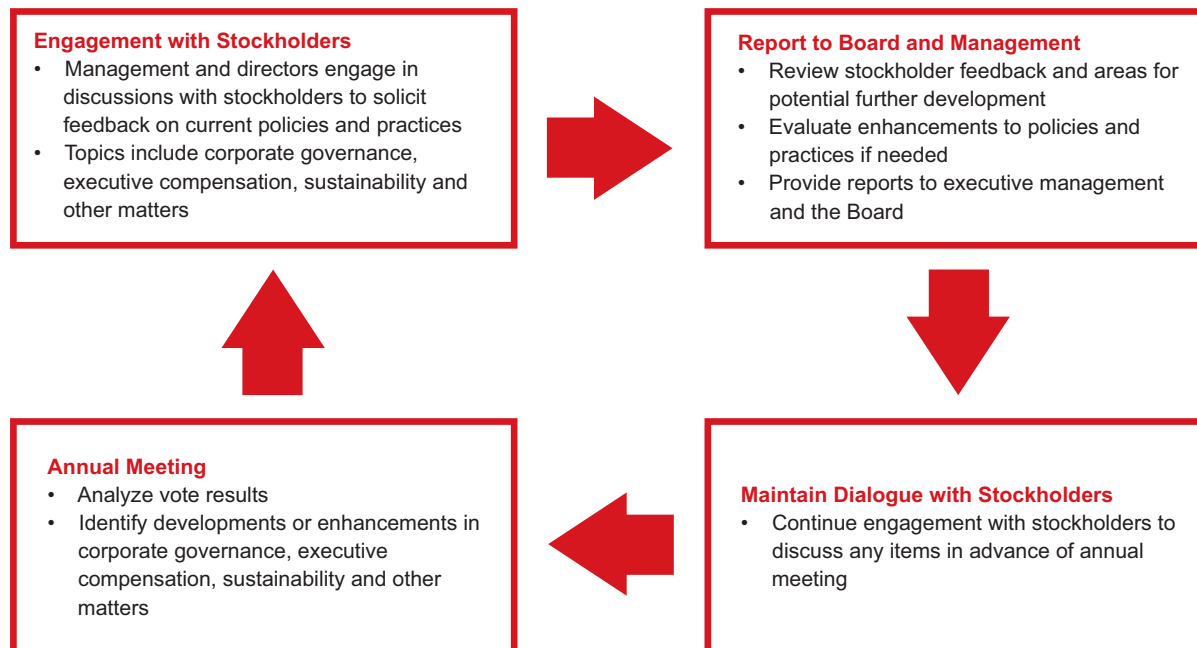 Engagement with Stockholders
• Management and directors engage in
discussions with stockholders to solicit
feedback on current policies and practices
• Topics include corporate governance,
executive compensation, sustainability and
other matters
Report to Board and Management
• Review stockholder feedback and areas for
potential further development
• Evaluate enhancements to policies and
practices if needed
• Provide reports to executive management
and the Board
Annual Meeting
• Analyze vote results
• Identify developments or enhancements in
corporate governance, executive
compensation, sustainability and other
matters
Maintain Dialogue with Stockholders
• Continue engagement with stockholders to
discuss any items in advance of annual
meeting